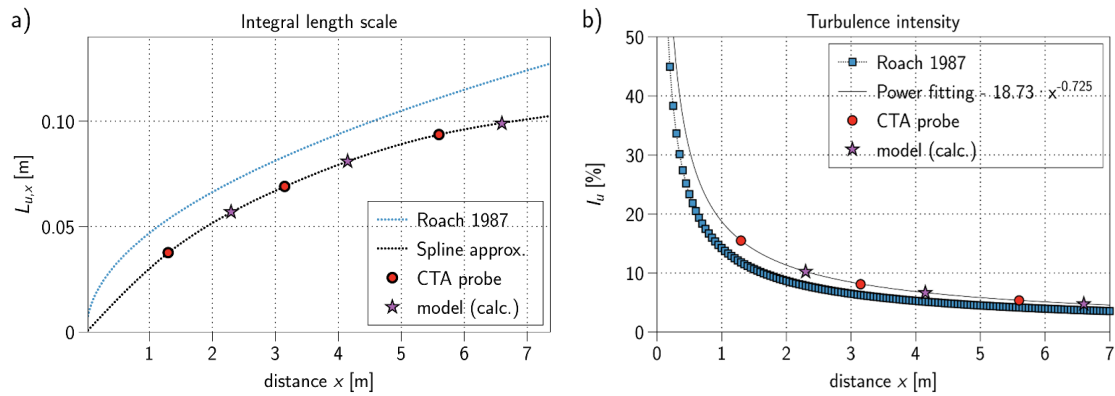 a)
Integral length scale
L_{u,x} [m]
0.10
0.05
0
1
2
3
4
5
6
7
distance x [m]
Roach 1987
Spline approx.
CTA probe
model (calc.)
b)
Turbulence intensity
I_u [%]
50
40
30
20
10
0
0
1
2
3
4
5
6
7
distance x [m]
Roach 1987
Power fitting - 18.73 · x^{-0.725}
CTA probe
model (calc.)